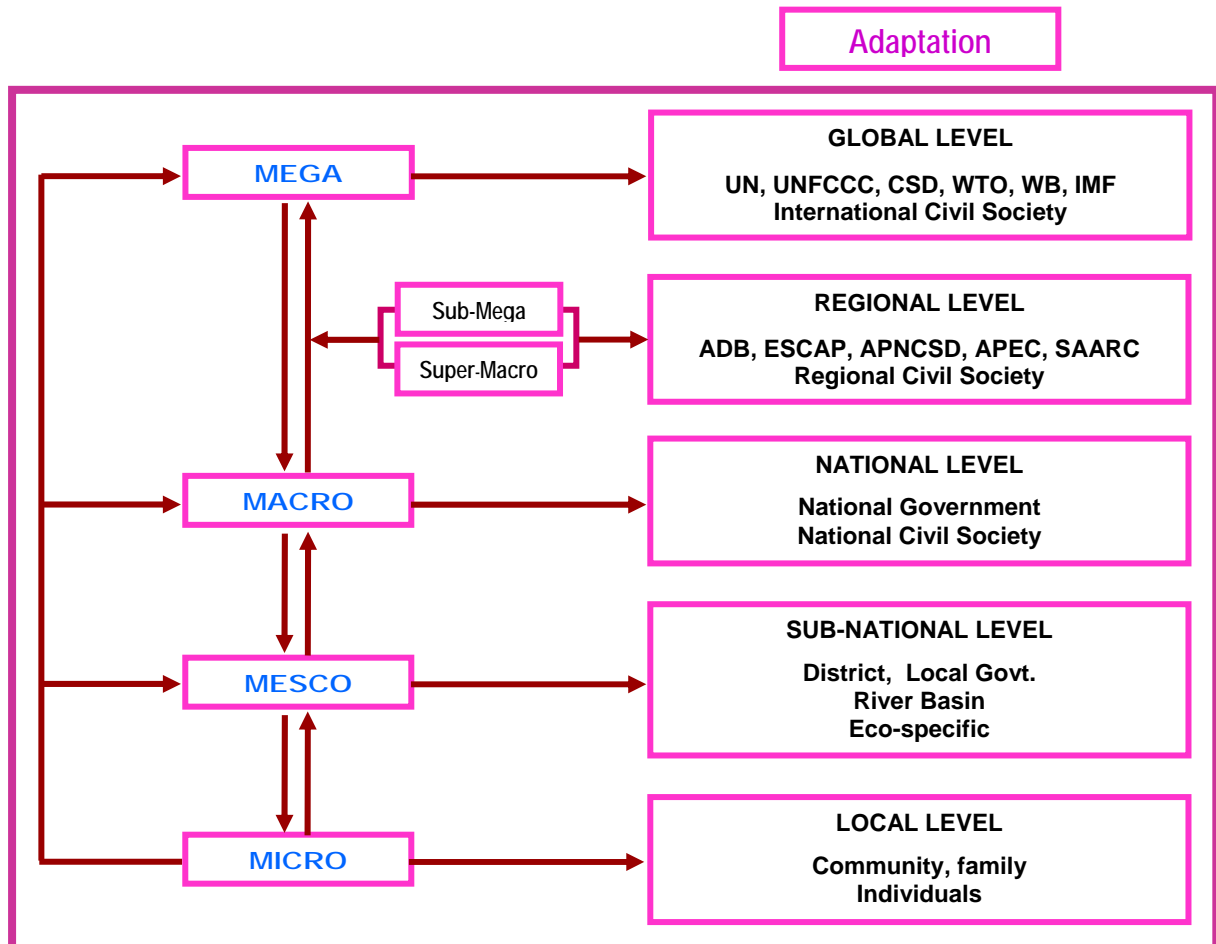 Adaptation
MEGA
GLOBAL LEVEL
UN, UNFCCC, CSD, WTO, WB, IMF
International Civil Society
Sub-Mega
Super-Macro
REGIONAL LEVEL
ADB, ESCAP, APNCSD, APEC, SAARC
Regional Civil Society
MACRO
NATIONAL LEVEL
National Government
National Civil Society
MESCO
SUB-NATIONAL LEVEL
District, Local Govt.
River Basin
Eco-specific
MICRO
LOCAL LEVEL
Community, family
Individuals